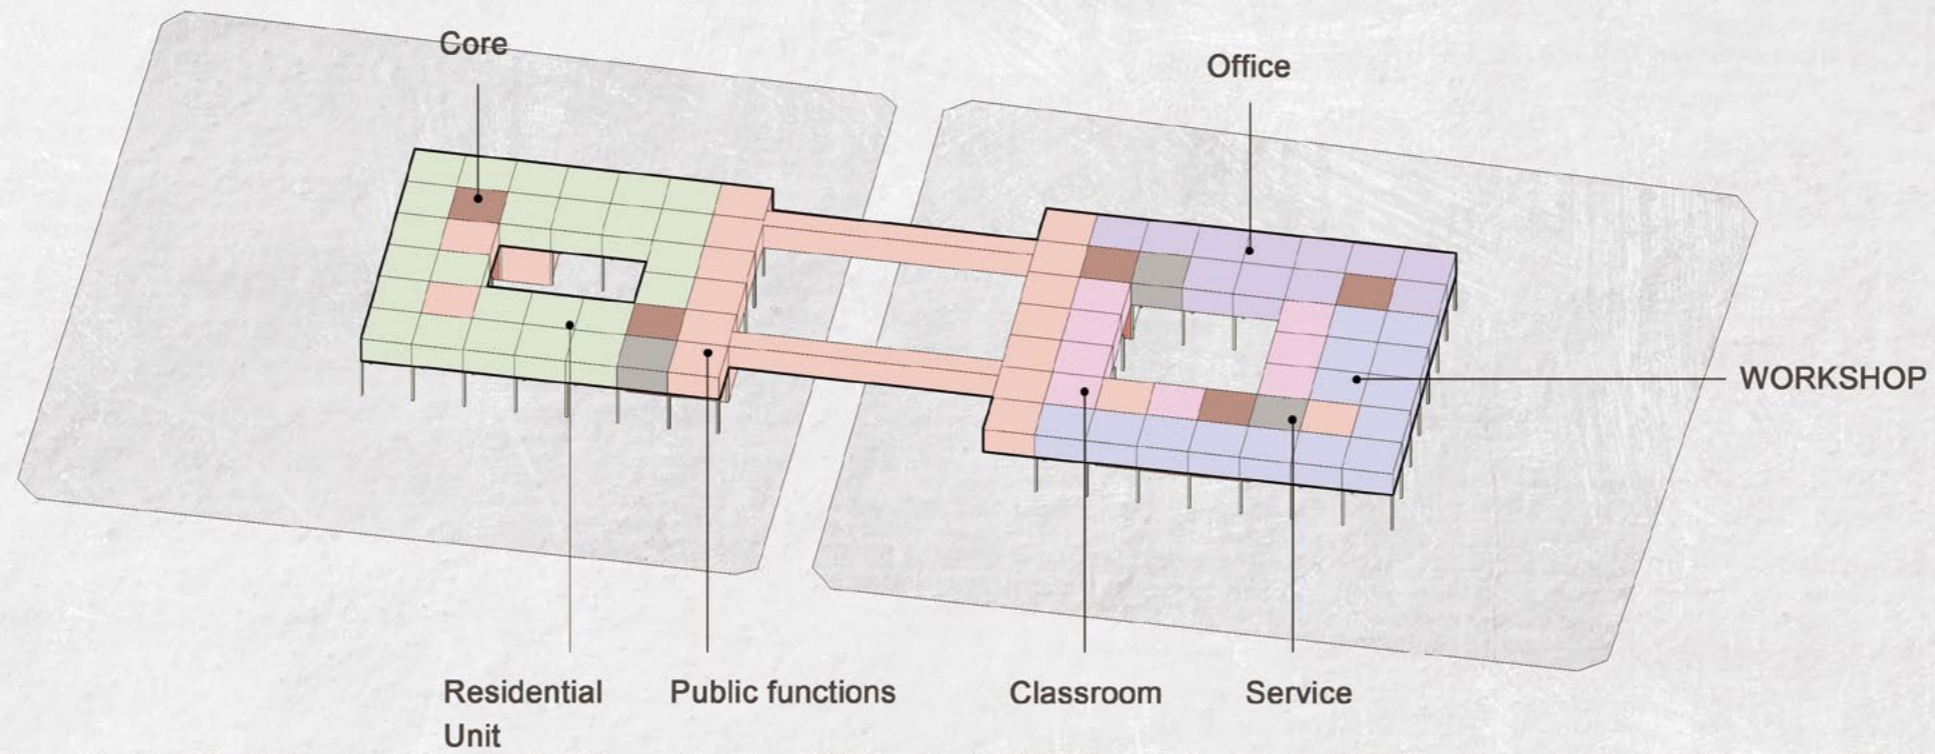 Core
Office
WORKSHOP
Residential
Unit
Public functions
Classroom
Service